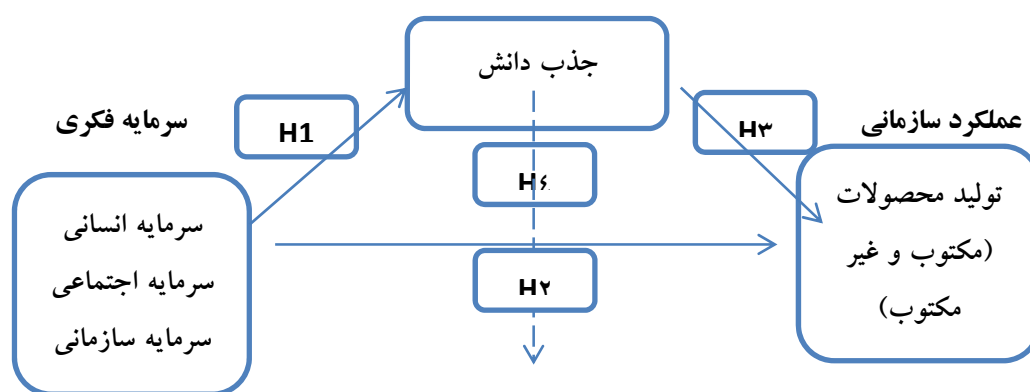 جذب دانش
سرمایه فکری
H1
H۳
عملکرد سازمانی
سرمایه انسانی
سرمایه اجتماعی
سرمایه سازمانی
H۲
تولید محصولات
(مکتوب و غیر
مکتوب)